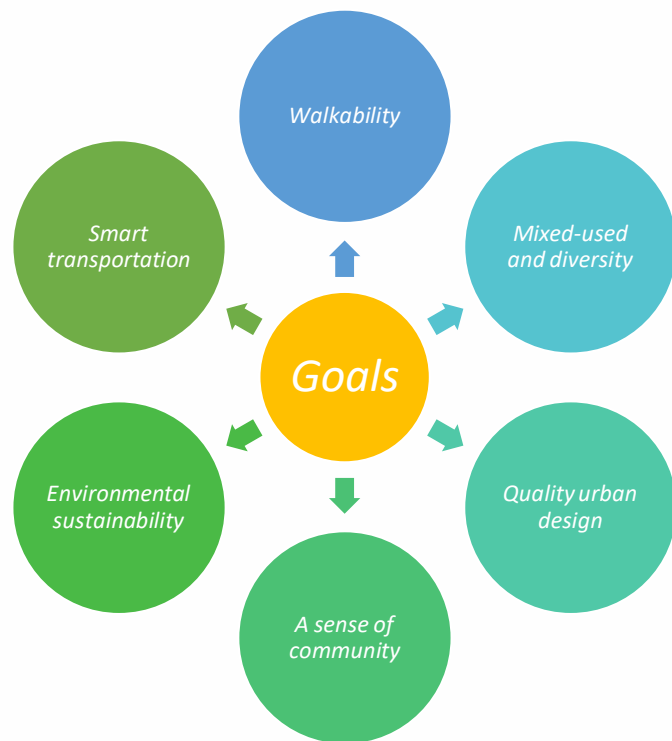 Walkability
Smart
transportation
Mixed-used
and diversity
Goals
Environmental
sustainability
Quality urban
design
A sense of
community